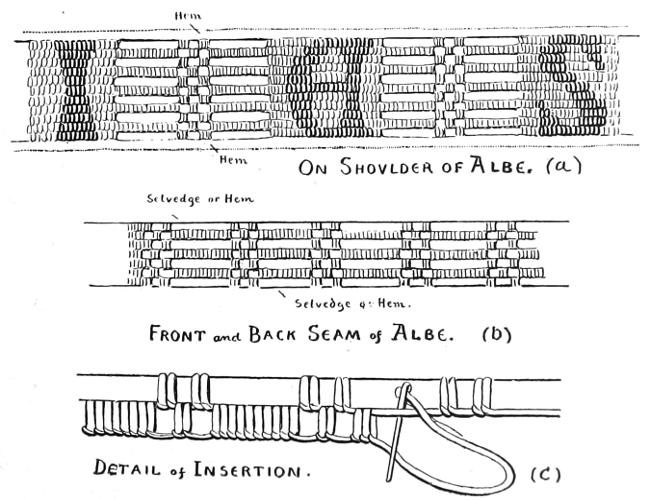 Hem
I H S
Hem
ON SHOVLDER OF ALBE. (a)
Selvedge or Hem
Selvedge or Hem.
FRONT and BACK SEAM of ALBE. (b)
DETAIL of INSERTION. (C)